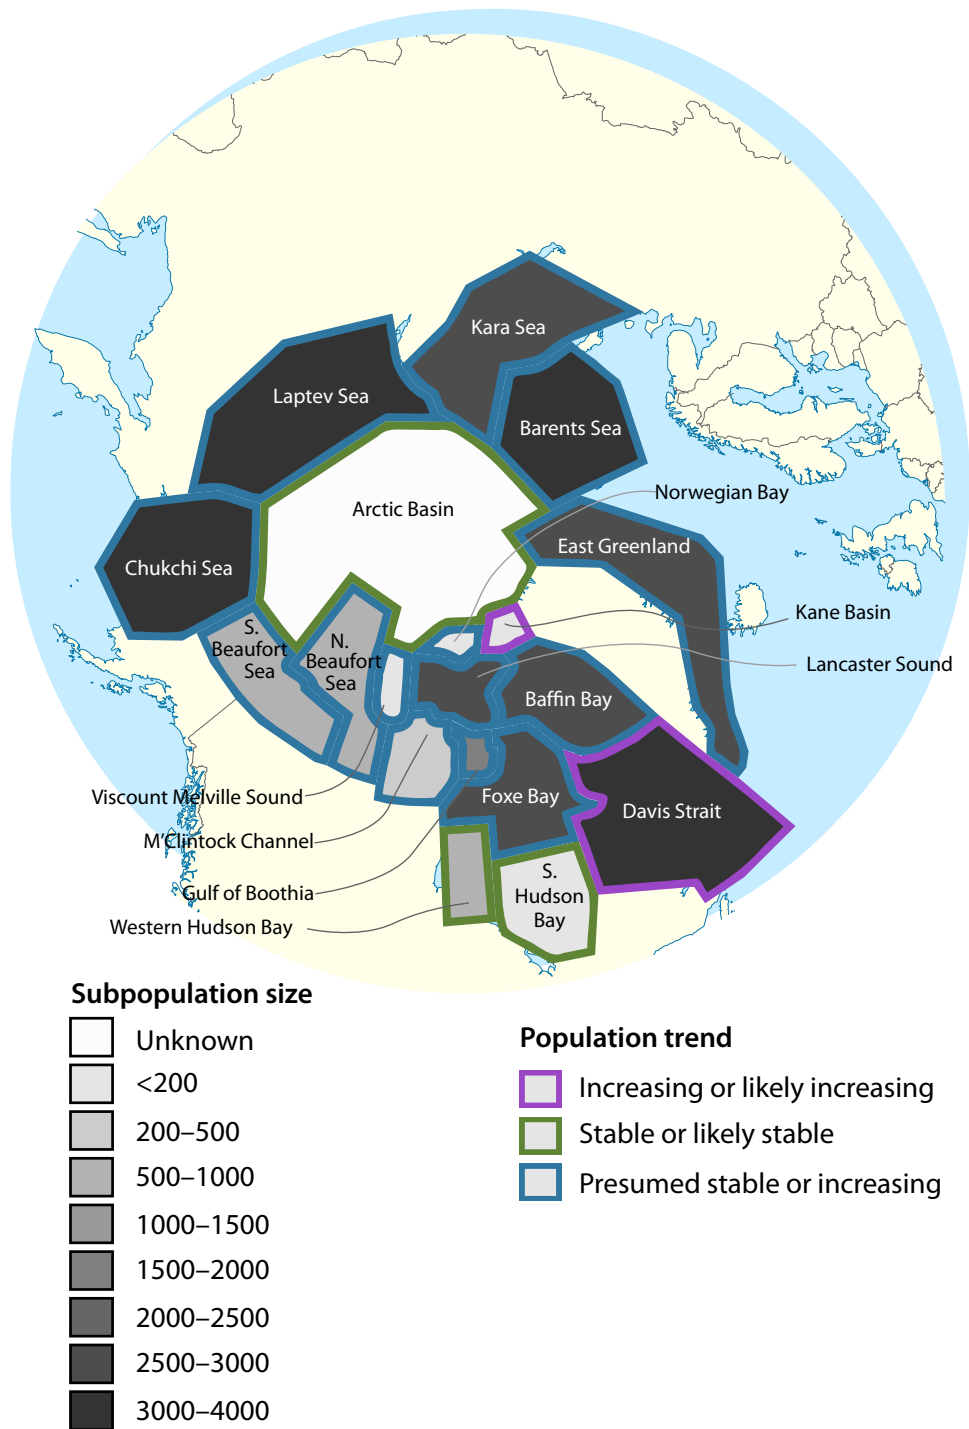 Kara Sea
Laptev Sea
Barents Sea
Norwegian Bay
Arctic Basin
East Greenland
Chukchi Sea
Kane Basin
S.
Beaufort
Sea
N.
Beaufort
Sea
Lancaster Sound
Baffin Bay
Viscount Melville Sound
Foxe Bay
Davis Strait
M'Clintock Channel
Gulf of Boothia
S.
Hudson
Bay
Western Hudson Bay
Subpopulation size
Unknown
<200
200–500
500–1000
1000–1500
1500–2000
2000–2500
2500–3000
3000–4000
Population trend
Increasing or likely increasing
Stable or likely stable
Presumed stable or increasing